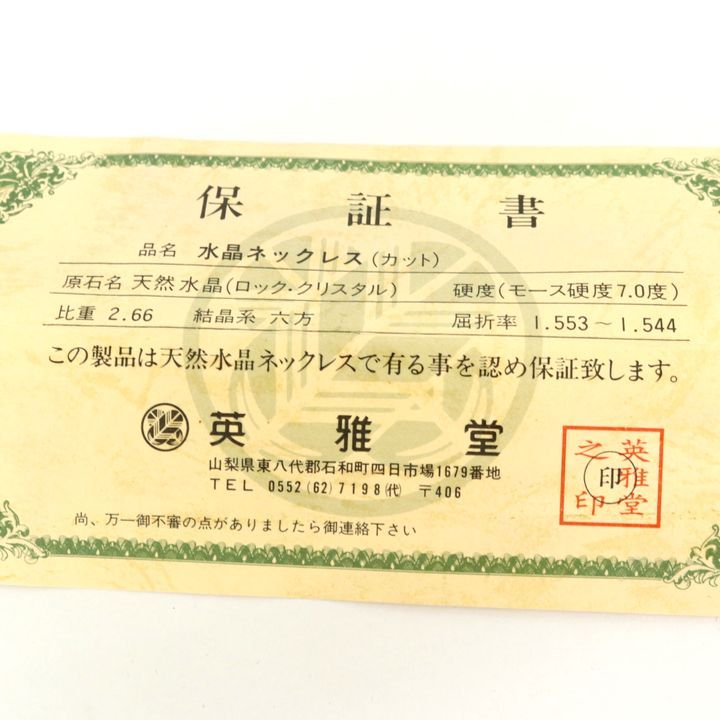 保証書
品名 水晶ネックレス(カット)
原石名 天然水晶(ロック・クリスタル) 硬度(モース硬度7.0度)
比重 2.66 結晶系 六方 屈折率 1.553～1.544
この製品は天然水晶ネックレスで有る事を認め保証致します。
英雅堂
山梨県東八代郡石和町四日市場1679番地
TEL 0552(62)7198(代) 〒406
英雅堂之印
印
尚、万一御不審の点がありましたら御連絡下さい